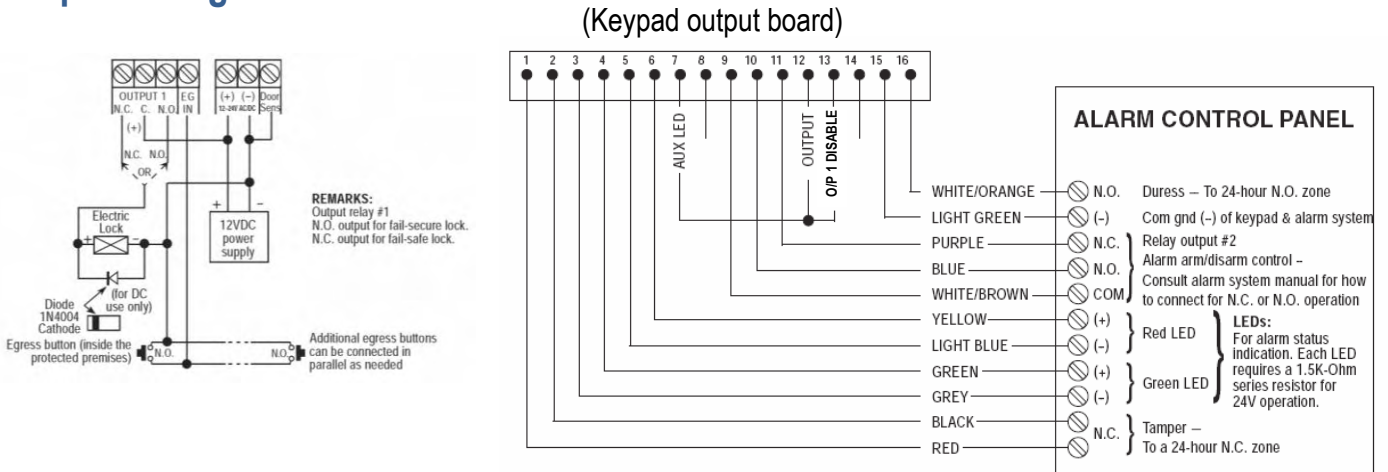 (Keypad output board)
OUTPUT 1
EG
N.C. C. N.O.
IN
(+) (−) Door
12-24V AC/DC Sens
(+)
N.C. N.O.
OR
Electric
Lock
+ −
(for DC
use only)
Diode
1N4004
Cathode
Egress button (inside the
protected premises)
N.O.
N.O.
Additional egress buttons
can be connected in
parallel as needed
+ −
12VDC
power
supply
REMARKS:
Output relay #1
N.O. output for fail-secure lock.
N.C. output for fail-safe lock.
1 2 3 4 5 6 7 8 9 10 11 12 13 14 15 16
AUX LED
OUTPUT
O/P 1 DISABLE
ALARM CONTROL PANEL
WHITE/ORANGE N.O. Duress – To 24-hour N.O. zone
LIGHT GREEN (−) Com gnd (–) of keypad & alarm system
PURPLE N.C. Relay output #2
BLUE N.O. Alarm arm/disarm control –
Consult alarm system manual for how
WHITE/BROWN COM to connect for N.C. or N.O. operation
YELLOW (+)
LIGHT BLUE (−)
Red LED
GREEN (+)
GREY (−)
Green LED
LEDs:
For alarm status
indication. Each LED
requires a 1.5K-Ohm
series resistor for
24V operation.
BLACK
RED
N.C.
Tamper –
To a 24-hour N.C. zone